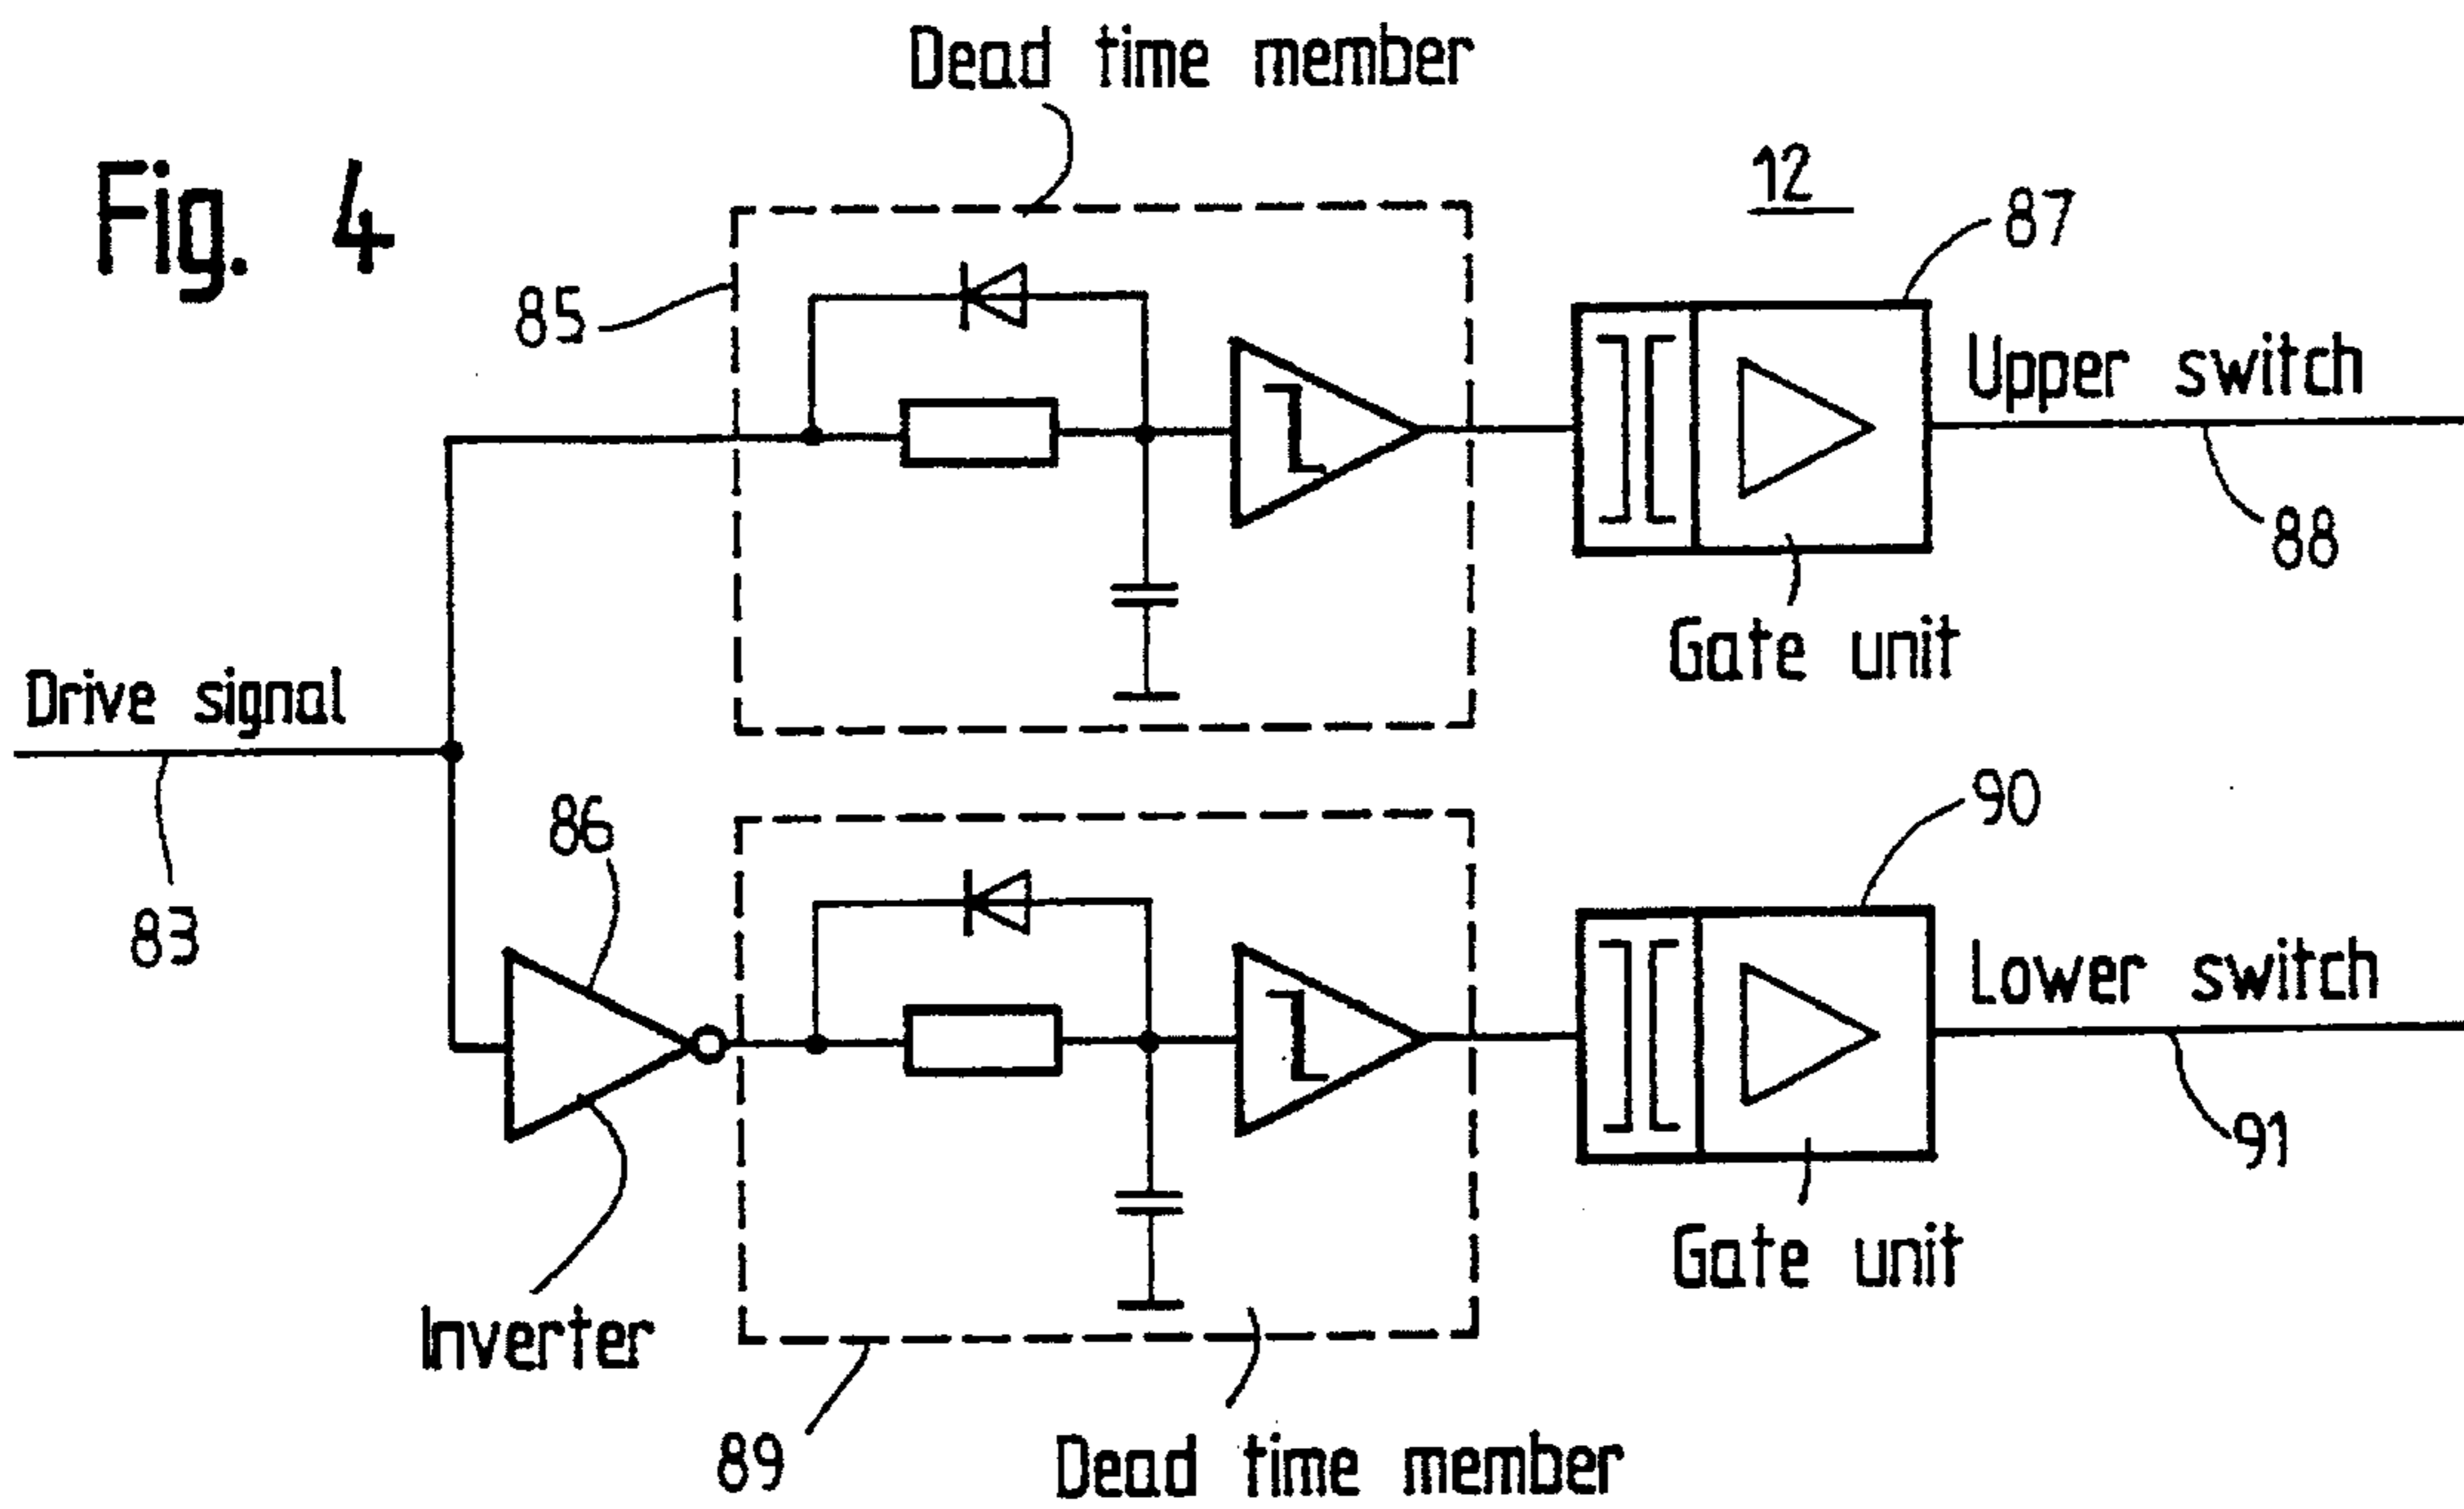 Dead time member
Fig. 4
12
87
85
Upper switch
88
Gate unit
Drive signal
83
86
90
Lower switch
91
Inverter
Gate unit
89
Dead time member